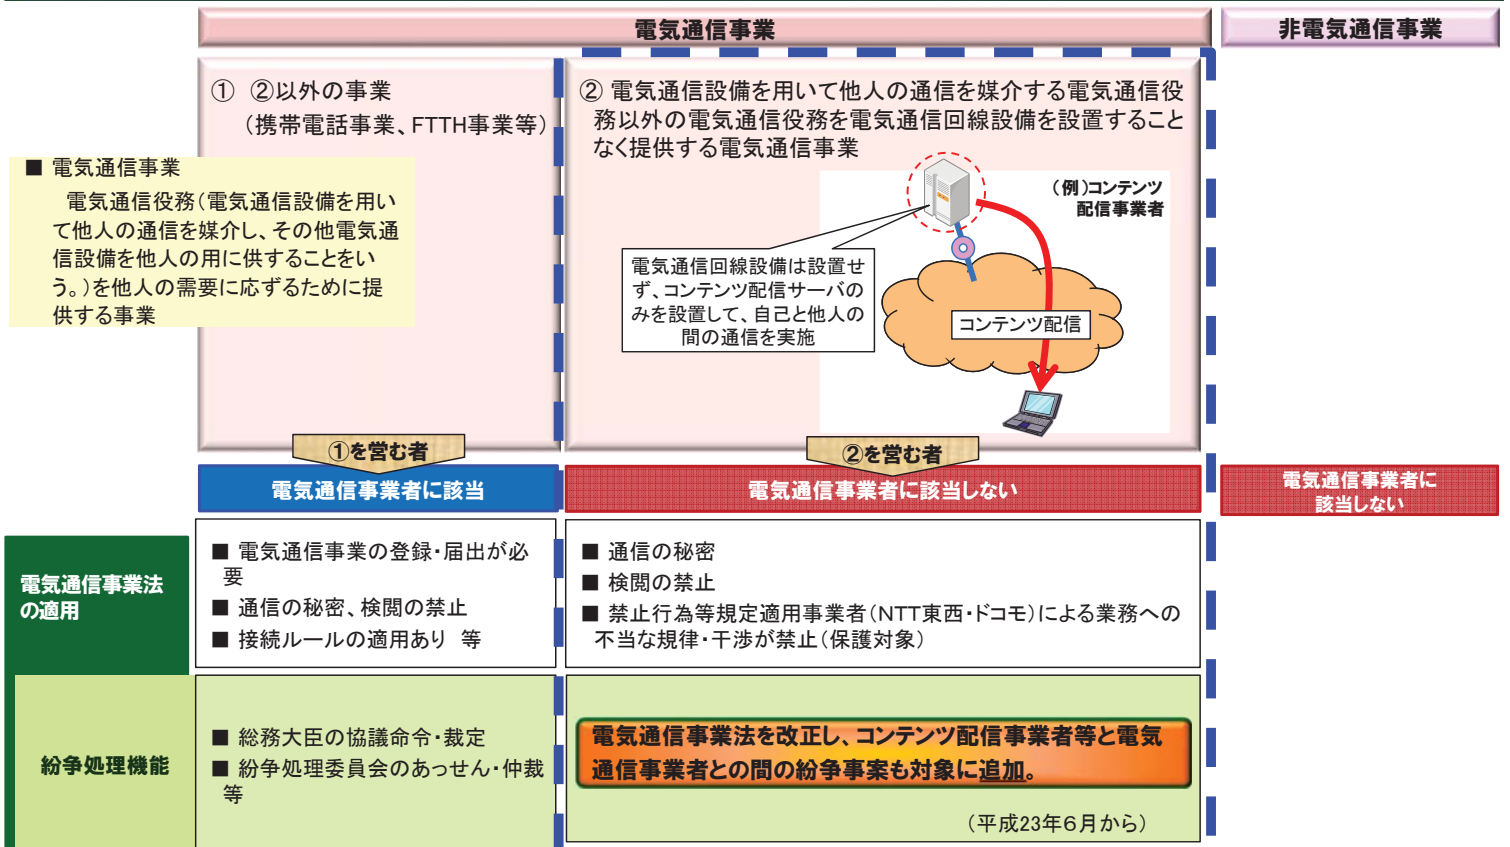 電気通信事業
非電気通信事業
① ②以外の事業
（携帯電話事業、FTTH事業等）
② 電気通信設備を用いて他人の通信を媒介する電気通信役
務以外の電気通信役務を電気通信回線設備を設置すること
なく提供する電気通信事業
■ 電気通信事業
電気通信役務（電気通信設備を用い
て他人の通信を媒介し、その他電気通
信設備を他人の用に供することをい
う。）を他人の需要に応ずるために提
供する事業
（例）コンテンツ
配信事業者
電気通信回線設備は設置せ
ず、コンテンツ配信サーバの
みを設置して、自己と他人の
間の通信を実施
コンテンツ配信
①を営む者
②を営む者
電気通信事業者に該当
電気通信事業者に該当しない
電気通信事業者に
該当しない
電気通信事業法
の適用
■ 電気通信事業の登録・届出が必
要
■ 通信の秘密、検閲の禁止
■ 接続ルールの適用あり 等
■ 通信の秘密
■ 検閲の禁止
■ 禁止行為等規定適用事業者（NTT東西・ドコモ）による業務への
不当な規律・干渉が禁止（保護対象）
紛争処理機能
■ 総務大臣の協議命令・裁定
■ 紛争処理委員会のあっせん・仲裁
等
電気通信事業法を改正し、コンテンツ配信事業者等と電気
通信事業者との間の紛争事案も対象に追加。
（平成23年６月から）